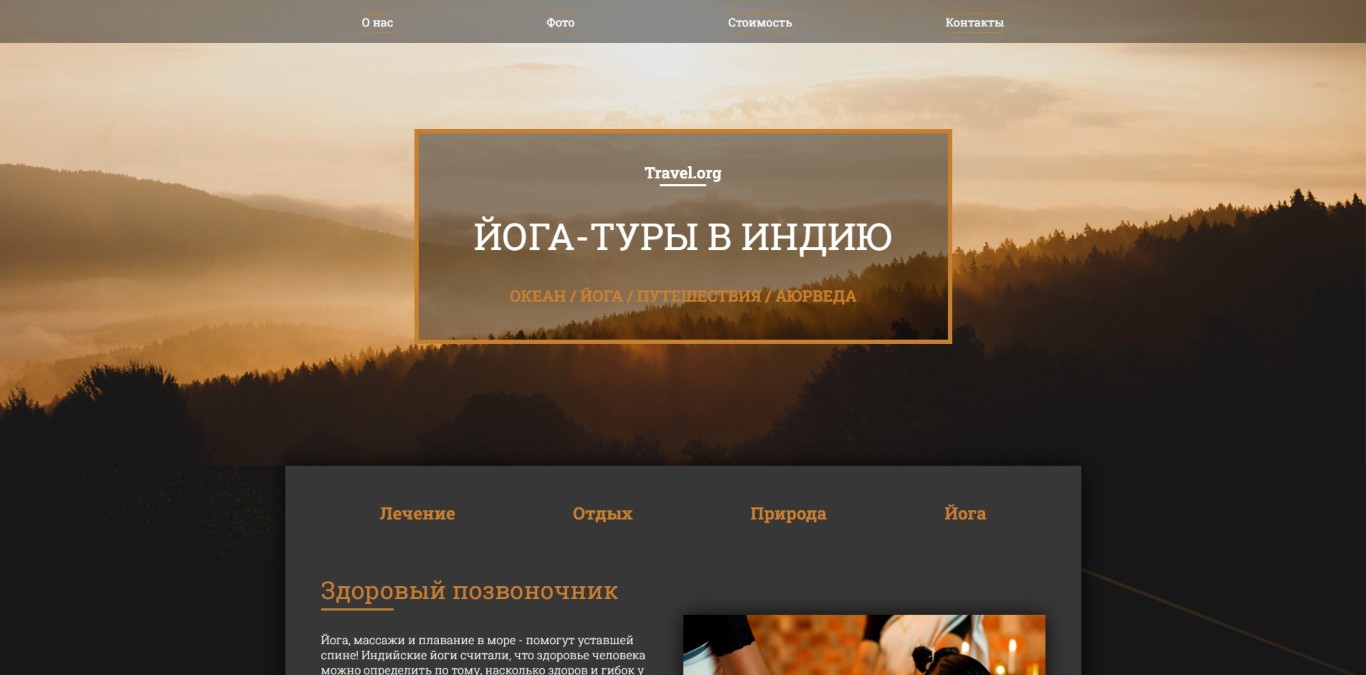 О нас Фото Стоимость Контакты
Travel.org
ЙОГА-ТУРЫ В ИНДИЮ
ОКЕАН / ЙОГА / ПУТЕШЕСТВИЯ / АЮРВЕДА
Лечение Отдых Природа Йога
Здоровый позвоночник
Йога, массажи и плавание в море - помогут уставшей
спине! Индийские йоги считали, что здоровье человека
можно определить по тому, насколько здоров и гибок у